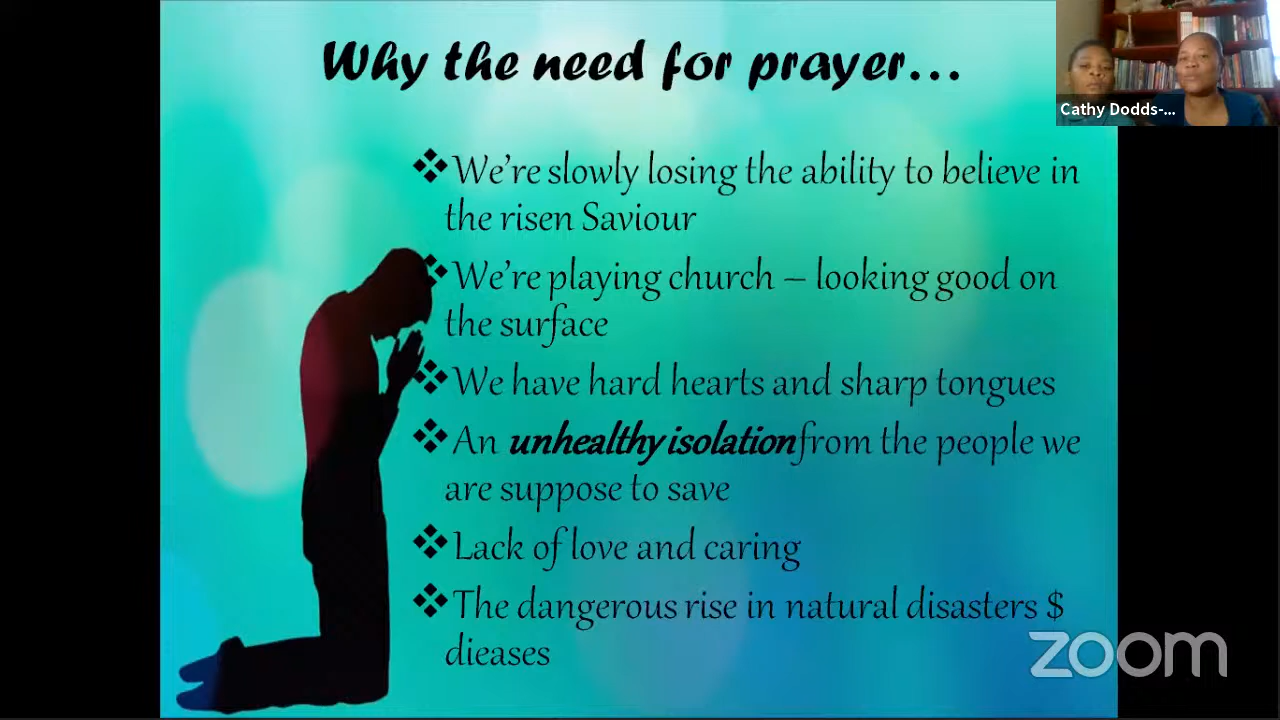 Why the need for prayer...
Cathy Dodds-...
❖We're slowly losing the ability to believe in
the risen Saviour
❖We're playing church – looking good on
the surface
❖We have hard hearts and sharp tongues
❖An unhealthy isolation from the people we
are suppose to save
❖Lack of love and caring
❖The dangerous rise in natural disasters $
dieases
zoom